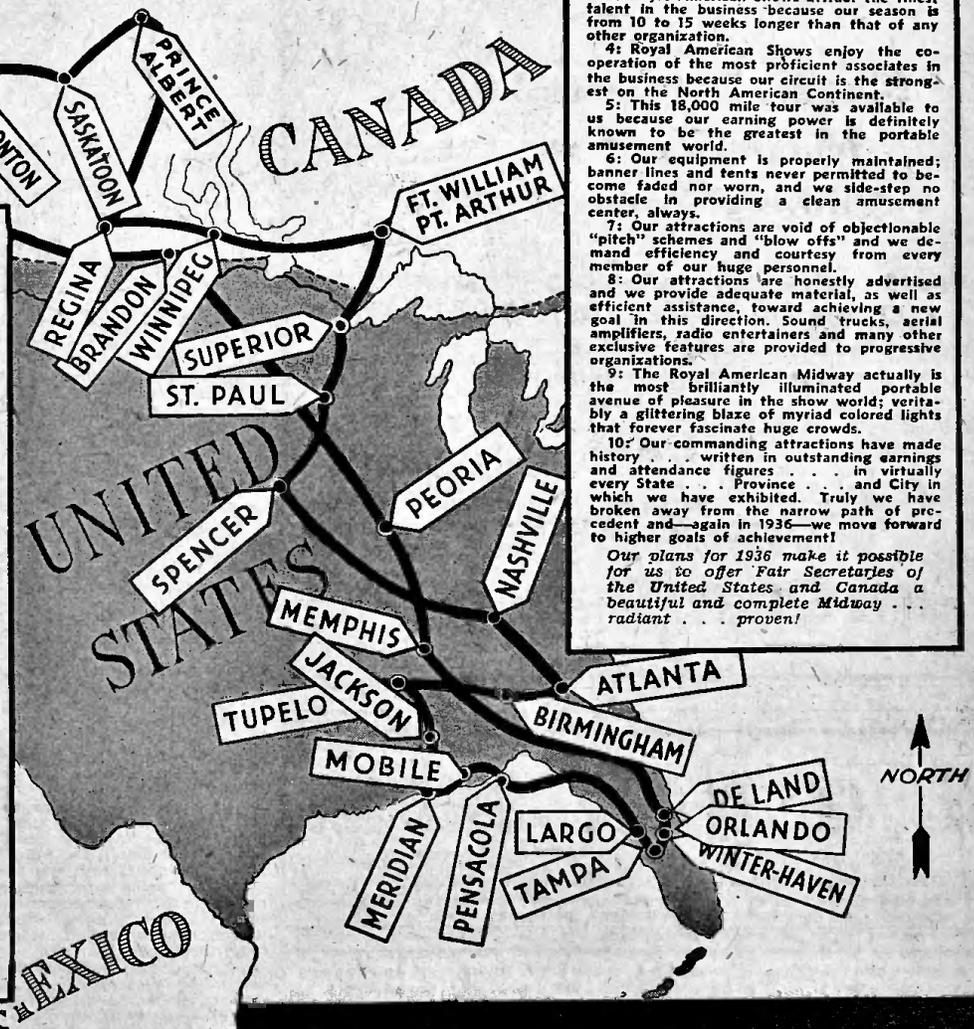 PRINCE
ALBERT
SASKATOON
CANADA
FT. WILLIAM
PT. ARTHUR
REGINA
BRANDON
WINNIPEG
SUPERIOR
ST. PAUL
UNITED
STATES
PEORIA
SPENCER
NASHVILLE
MEMPHIS
JACKSON
TUPELO
ATLANTA
BIRMINGHAM
MOBILE
MERIDIAN
PENSACOLA
LARGO
TAMPA
DE LAND
ORLANDO
WINTER-HAVEN
NORTH
talent in the business because our season is
from 10 to 15 weeks longer than that of any
other organization.
4: Royal American Shows enjoy the co-
operation of the most proficient associates in
the business because our circuit is the strong-
est on the North American Continent.
5: This 18,000 mile tour was available to
us because our earning power is definitely
known to be the greatest in the portable
amusement world.
6: Our equipment is properly maintained;
banner lines and tents never permitted to be-
come faded nor worn, and we side-step no
obstacle in providing a clean amusement
center, always.
7: Our attractions are void of objectionable
"pitch" schemes and "blow offs" and we de-
mand efficiency and courtesy from every
member of our huge personnel.
8: Our attractions are honestly advertised
and we provide adequate material, as well as
efficient assistance, toward achieving a new
goal in this direction. Sound trucks, aerial
amplifiers, radio entertainers and many other
exclusive features are provided to progressive
organizations.
9: The Royal American Midway actually is
the most brilliantly illuminated portable
avenue of pleasure in the show world; verita-
bly a glittering blaze of myriad colored lights
that forever fascinate huge crowds.
10: Our commanding attractions have made
history . . . written in outstanding earnings
and attendance figures . . . in virtually
every State . . . Province . . . and City in
which we have exhibited. Truly we have
broken away from the narrow path of pre-
cedent and—again in 1936—we move forward
to higher goals of achievement!
Our plans for 1936 make it possible
for us to offer Fair Secretaries of
the United States and Canada a
beautiful and complete Midway . . .
radiant . . . proven!